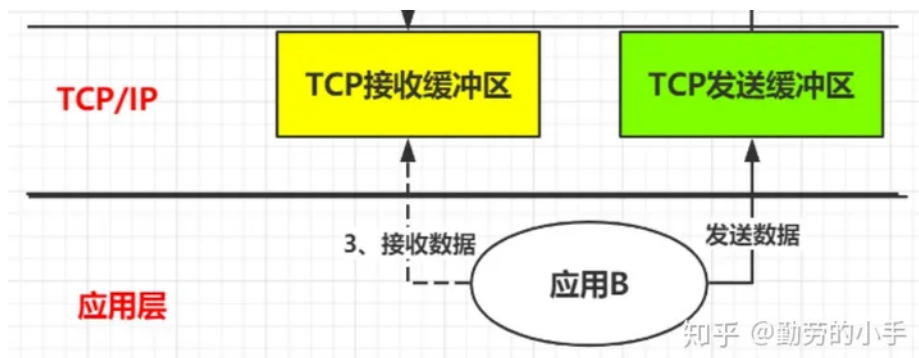 TCP接收缓冲区
TCP发送缓冲区
TCP/IP
3、接收数据
发送数据
应用B
应用层
知乎 @勤劳的小手